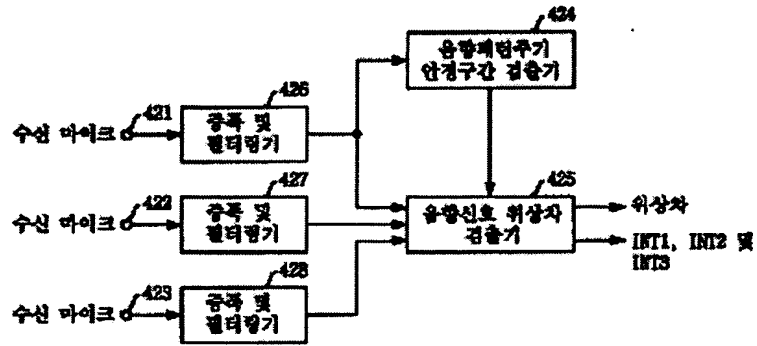 424
음향패턴주기
안정구간 검출기
426
421
수신 마이크
증폭 및
필터링기
427
422
수신 마이크
증폭 및
필터링기
425
음향신호 위상차
검출기
위상차
INT1, INT2 및
INT3
428
423
수신 마이크
증폭 및
필터링기